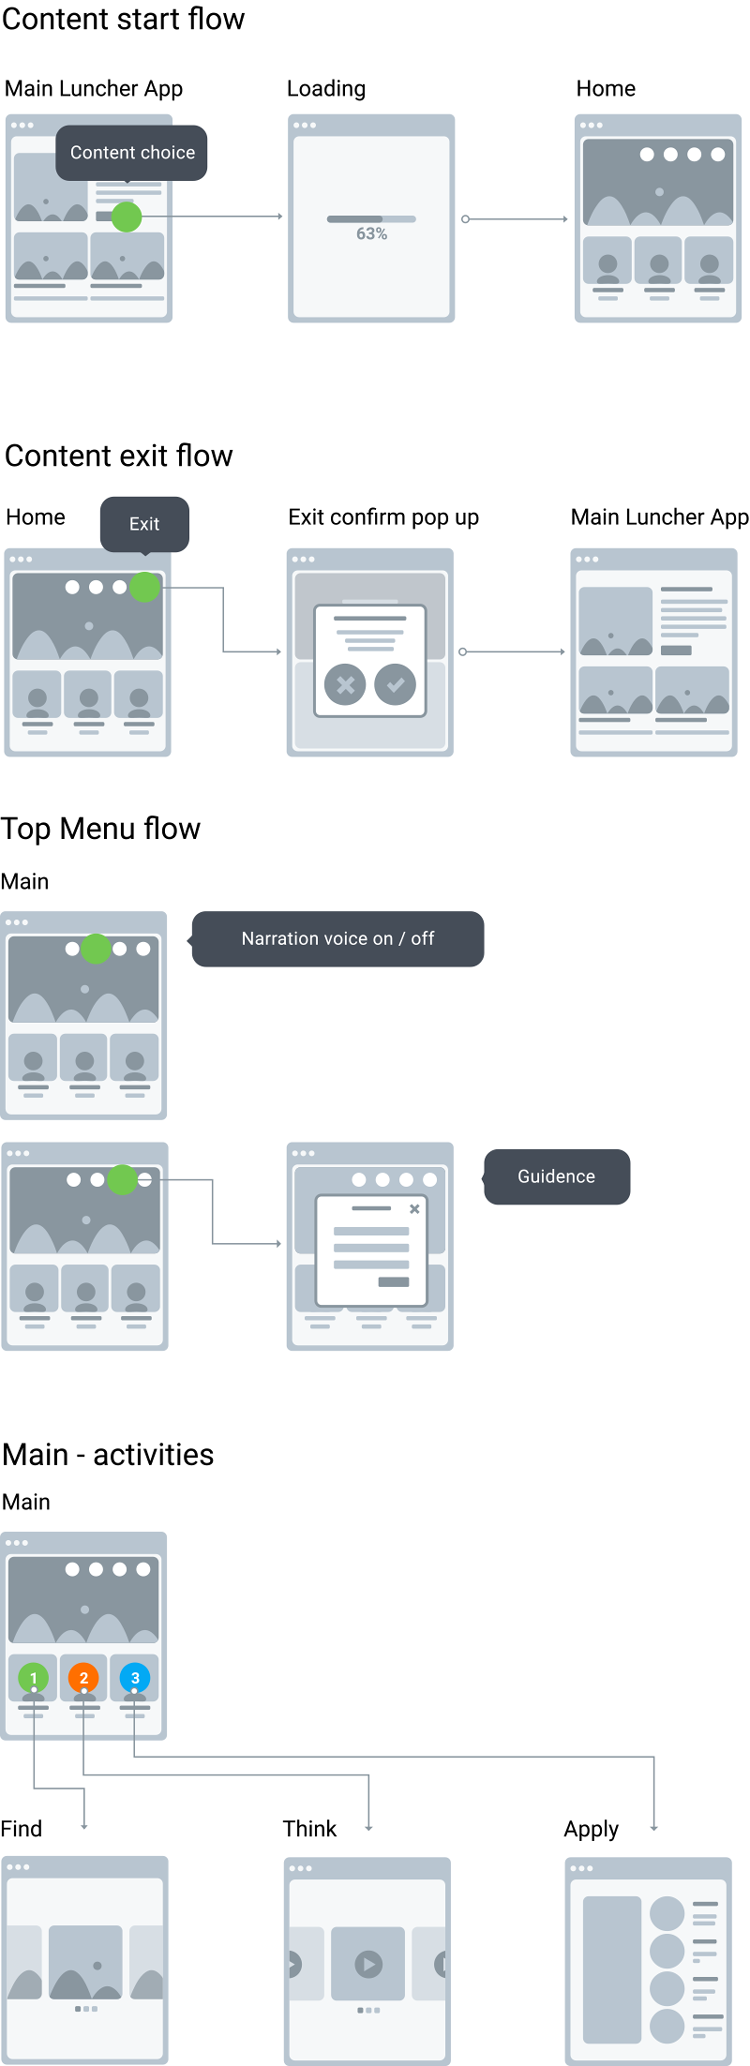 Content start flow
Main Luncher App
Loading
Home
Content choice
63%
Content exit flow
Home
Exit
Exit confirm pop up
Main Luncher App
Top Menu flow
Main
Narration voice on / off
Guidence
Main - activities
Main
1
2
3
Find
Think
Apply